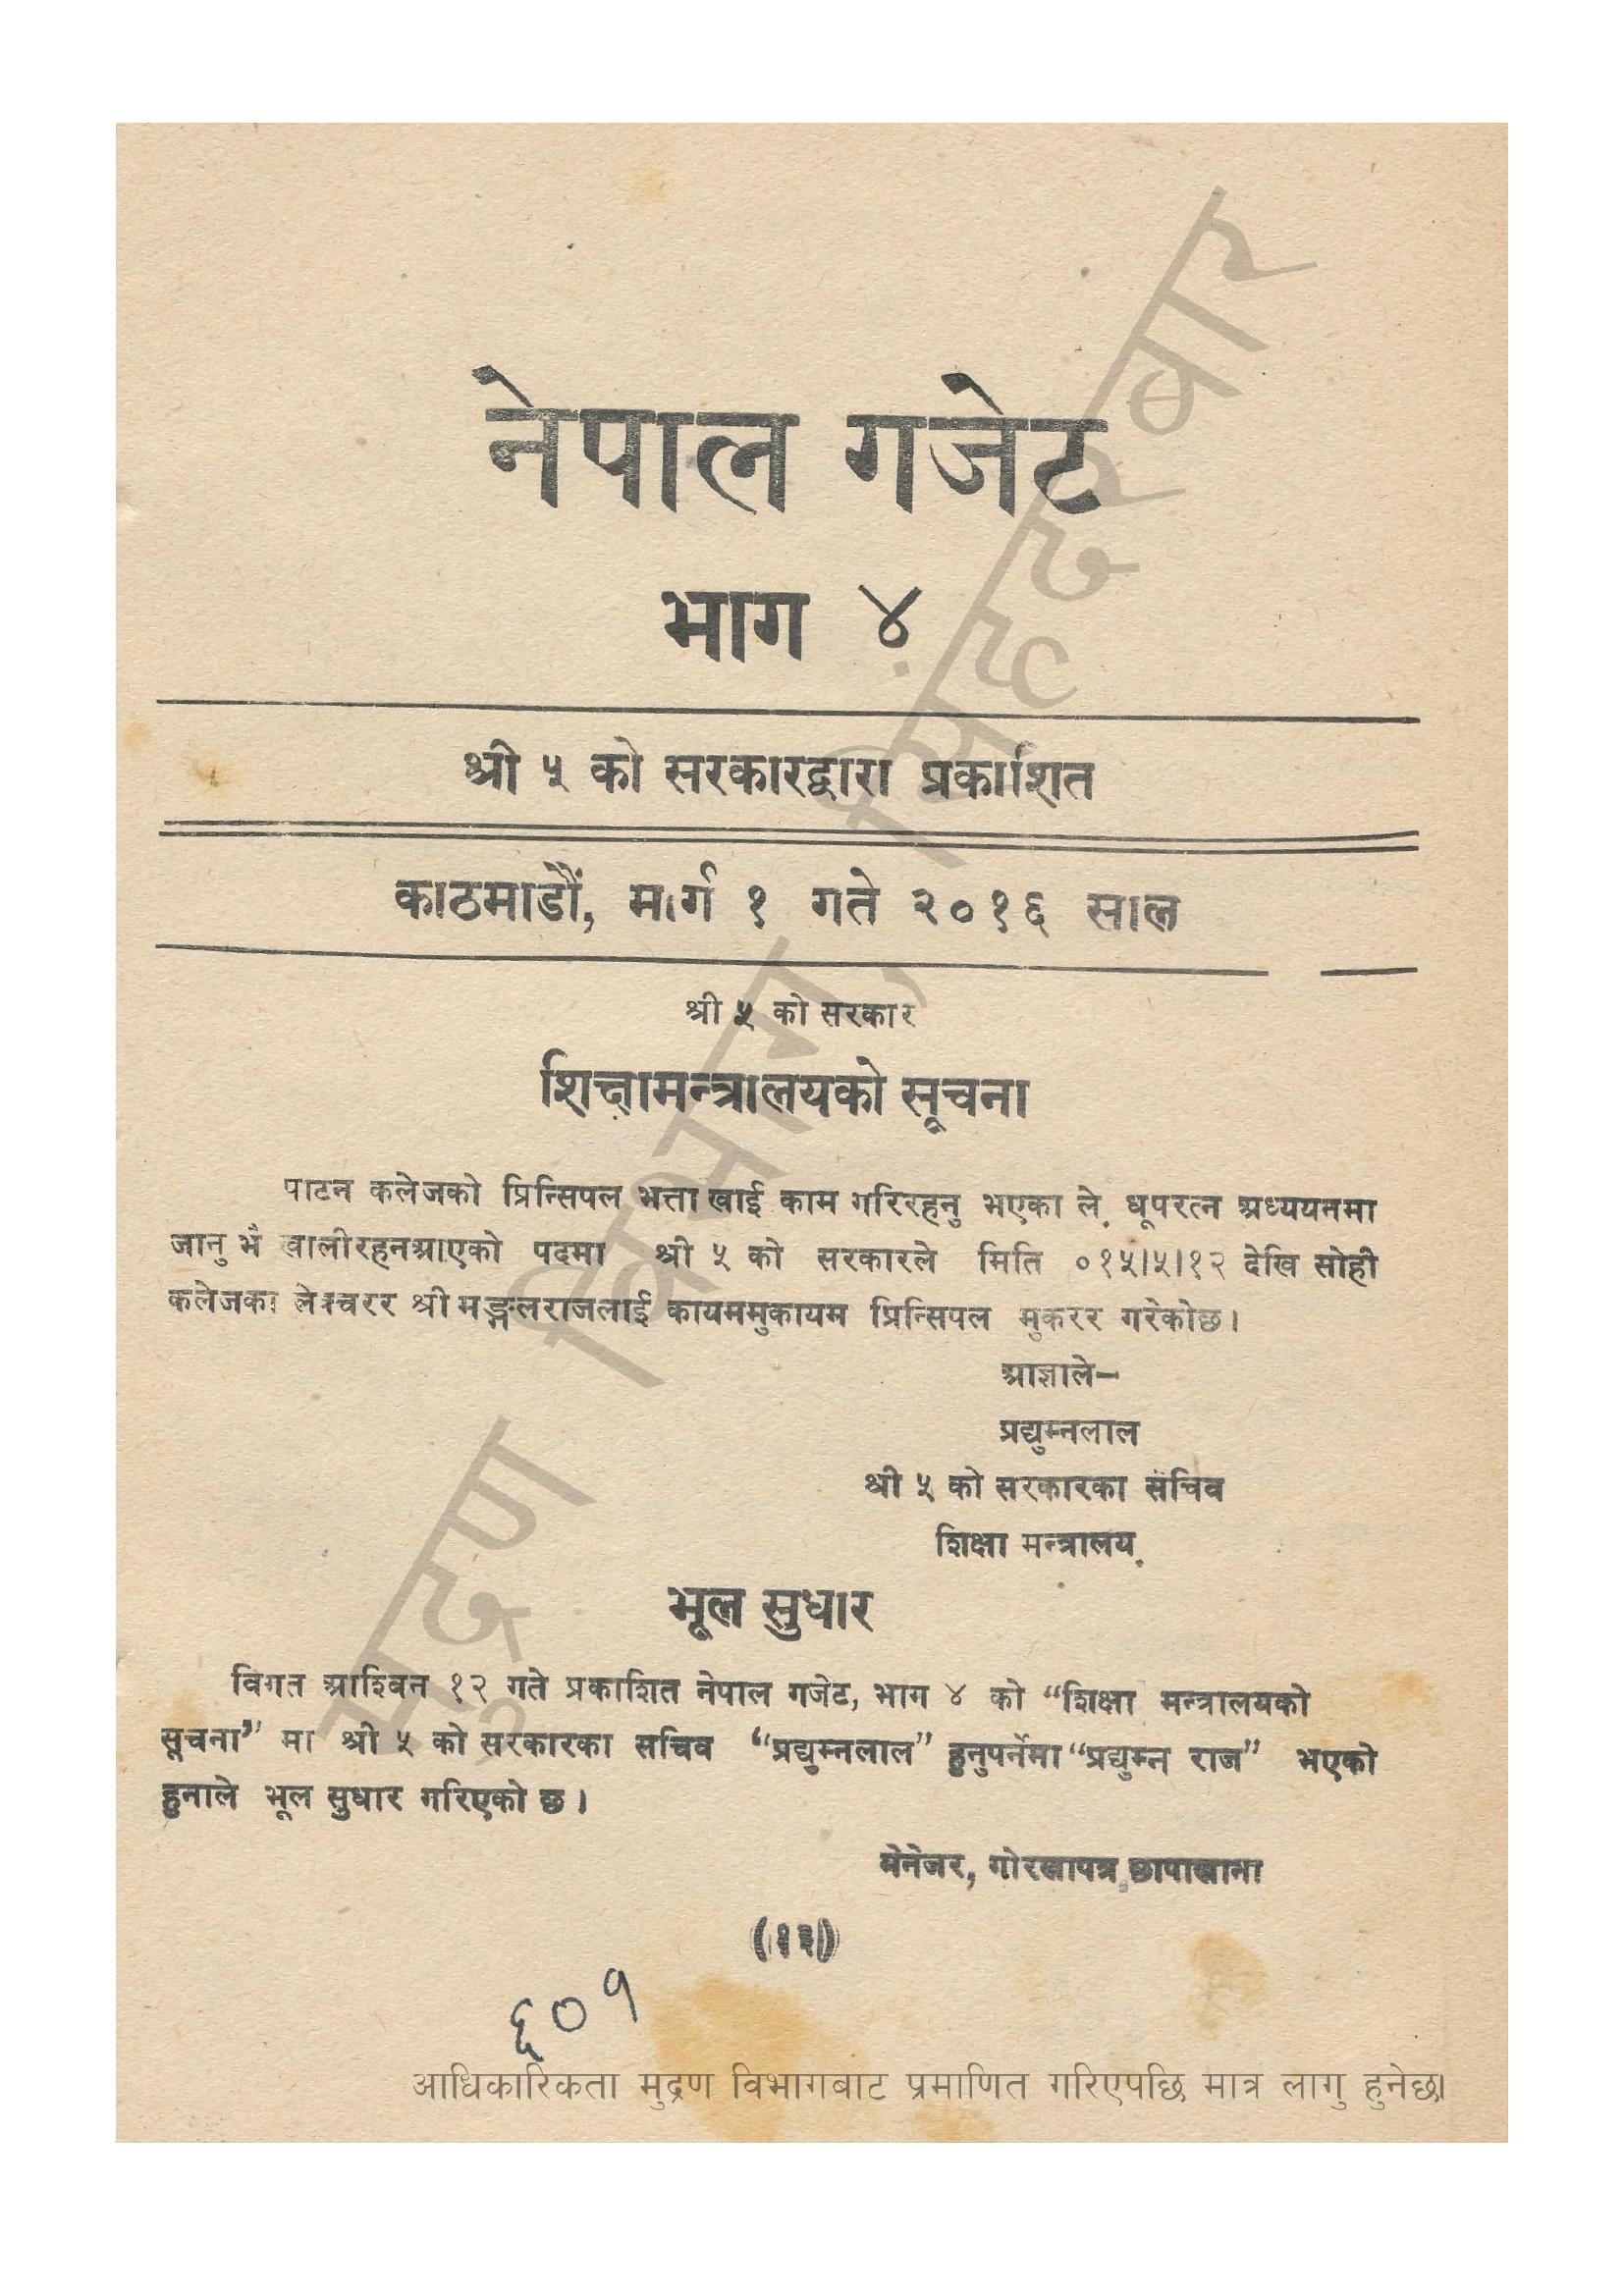 नेपाल गजेट
भाग ४
श्री ५ को सरकारद्वारा प्रकाशित
काठमाडौं, मार्ग १ गते २०१६ साल
श्री ५ को सरकार
शिक्षामन्त्रालयको सूचना
पाटन कलेजको प्रिन्सिपल भत्ता खाई काम गरिरहनु भएका ले. धूपरत्न अध्ययनमा
जानु भै खालीरहनआएको पदमा श्री ५ को सरकारले मिति ०१५।५।१२ देखि सोही
कलेजका लेक्चरर श्री मङ्गलराजलाई कायममुकायम प्रिन्सिपल मुकरर गरेकोछ।
आज्ञाले—
प्रद्युम्नलाल
श्री ५ को सरकारका सचिव
शिक्षा मन्त्रालय.
भूल सुधार
विगत आश्विन १२ गते प्रकाशित नेपाल गजेट, भाग ४ को “शिक्षा मन्त्रालयको
सूचना” मा श्री ५ को सरकारका सचिव “प्रद्युम्नलाल” हुनुपर्नेमा “प्रद्युम्न राज” भएको
हुनाले भूल सुधार गरिएको छ।
मेनेजर, गोरखापत्र छापाखाना
(१३)
६०१
आधिकारिकता मुद्रण विभागबाट प्रमाणित गरिएपछि मात्र लागु हुनेछ।
मुद्रण विभाग, सिंहदरवार